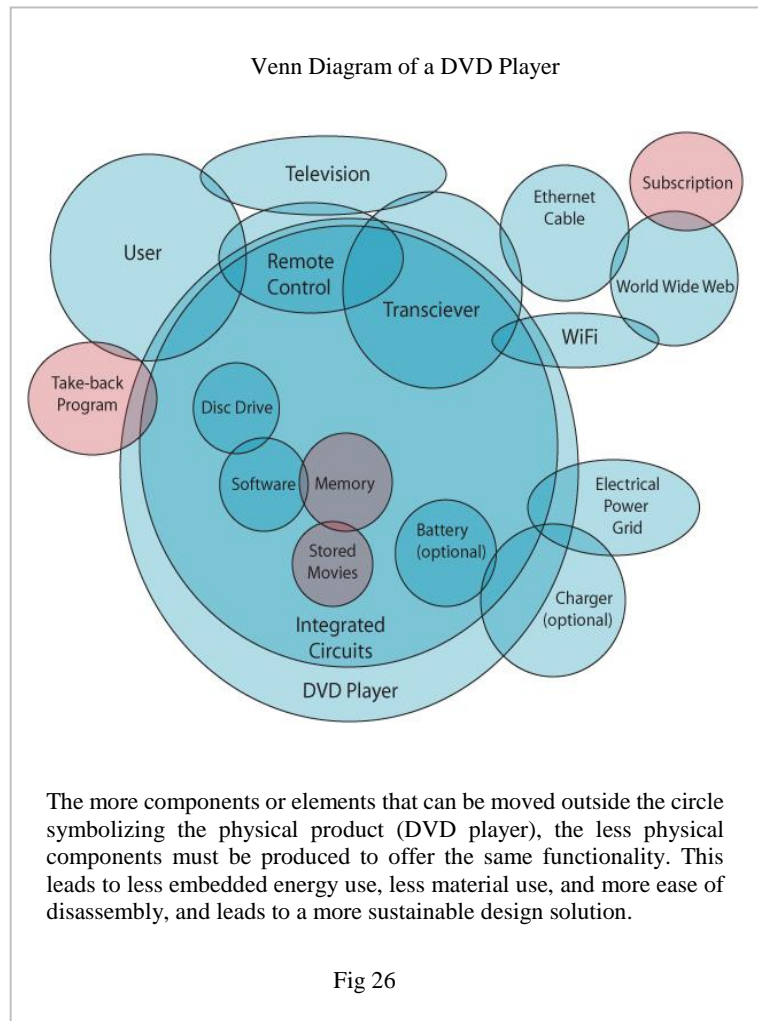 Venn Diagram of a DVD Player
Television
Subscription
Ethernet
Cable
User
Remote
Control
World Wide Web
Transciever
WiFi
Take-back
Program
Disc Drive
Software
Memory
Electrical
Power
Grid
Battery
(optional)
Stored
Movies
Charger
(optional)
Integrated
Circuits
DVD Player
The more components or elements that can be moved outside the circle
symbolizing the physical product (DVD player), the less physical
components must be produced to offer the same functionality. This
leads to less embedded energy use, less material use, and more ease of
disassembly, and leads to a more sustainable design solution.
Fig 26